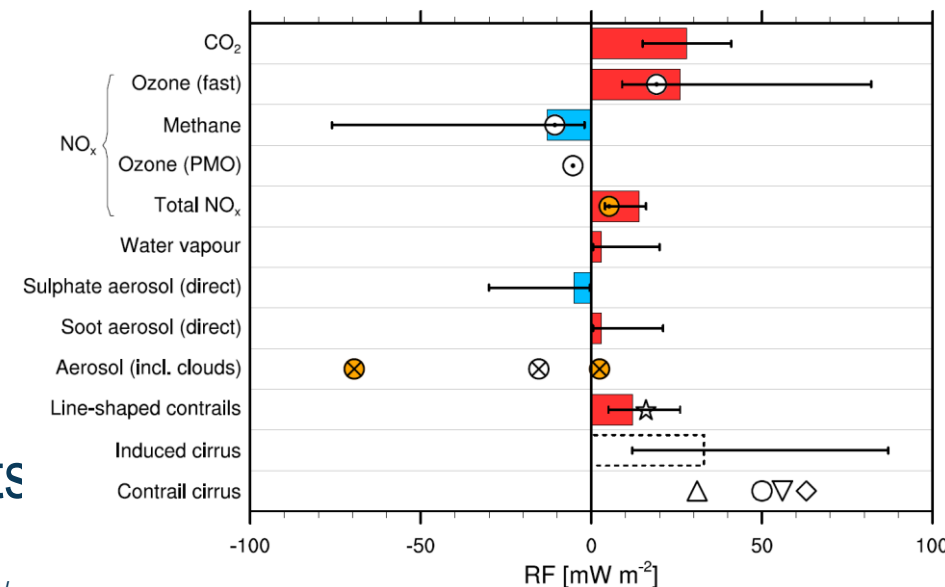 CO₂
Ozone (fast)
Methane
NOₓ
Ozone (PMO)
Total NOₓ
Water vapour
Sulphate aerosol (direct)
Soot aerosol (direct)
Aerosol (incl. clouds)
Line-shaped contrails
Induced cirrus
Contrail cirrus
-100 -50 0 50 100
RF [mW m⁻²]